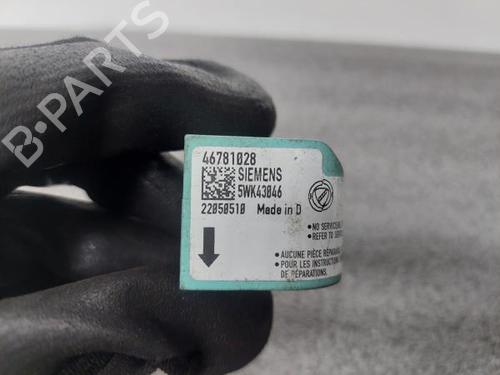 B-PARTS
46781028
SIEMENS
5WK43046
22050510 Made in D
• NO SERVICEABLE
• REFER TO SERVICE
• AUCUNE PIÈCE RÉPARABLE
• POUR LES INSTRUCTIONS
DE RÉPARATIONS.